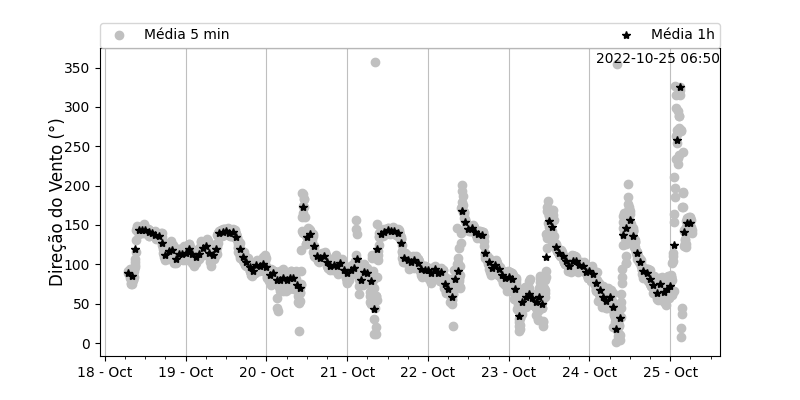 Média 5 min
Média 1h
2022-10-25 06:50
Direção do Vento (°)
350
300
250
200
150
100
50
0
18 - Oct
19 - Oct
20 - Oct
21 - Oct
22 - Oct
23 - Oct
24 - Oct
25 - Oct